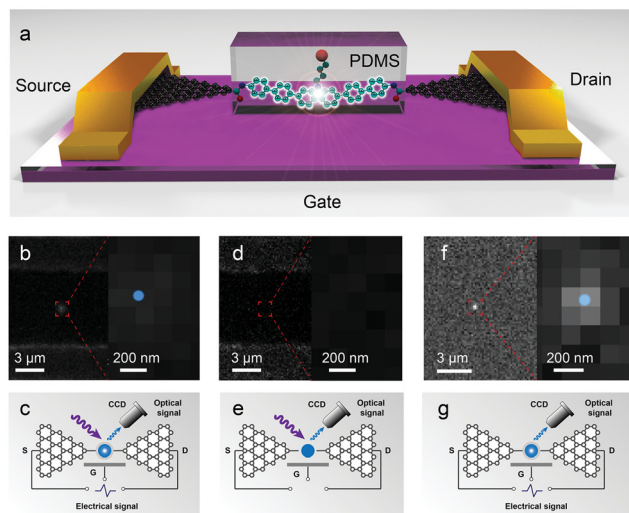 a
PDMS
Source
Drain
Gate
b
3 µm
200 nm
d
3 µm
200 nm
f
3 µm
200 nm
c
CCD
Optical
signal
S
D
G
Electrical signal
e
CCD
Optical
signal
S
D
G
g
CCD
Optical
signal
S
D
G
Electrical signal